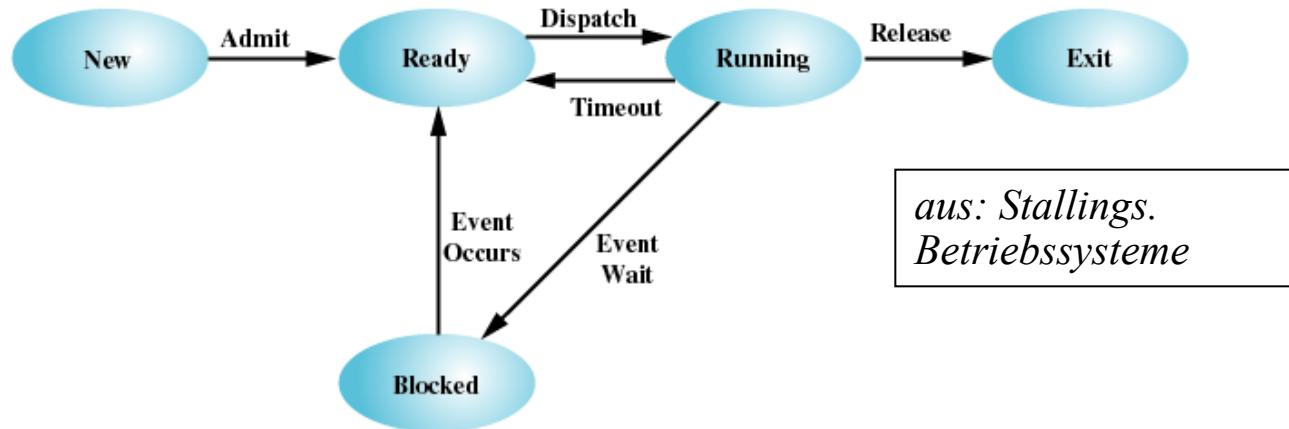 New
Admit
Ready
Dispatch
Timeout
Running
Release
Exit
Event
Occurs
Event
Wait
Blocked
aus: Stallings.
Betriebssysteme